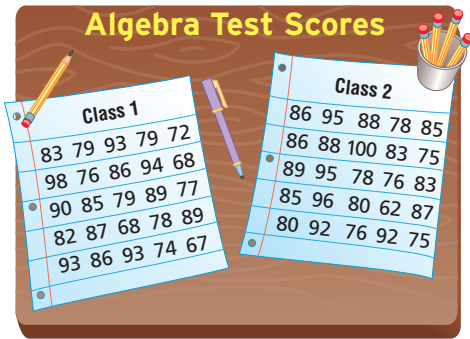 Algebra Test Scores
Class 1
83 79 93 79 72
98 76 86 94 68
90 85 79 89 77
82 87 68 78 89
93 86 93 74 67
Class 2
86 95 88 78 85
86 88 100 83 75
89 95 78 76 83
85 96 80 62 87
80 92 76 92 75